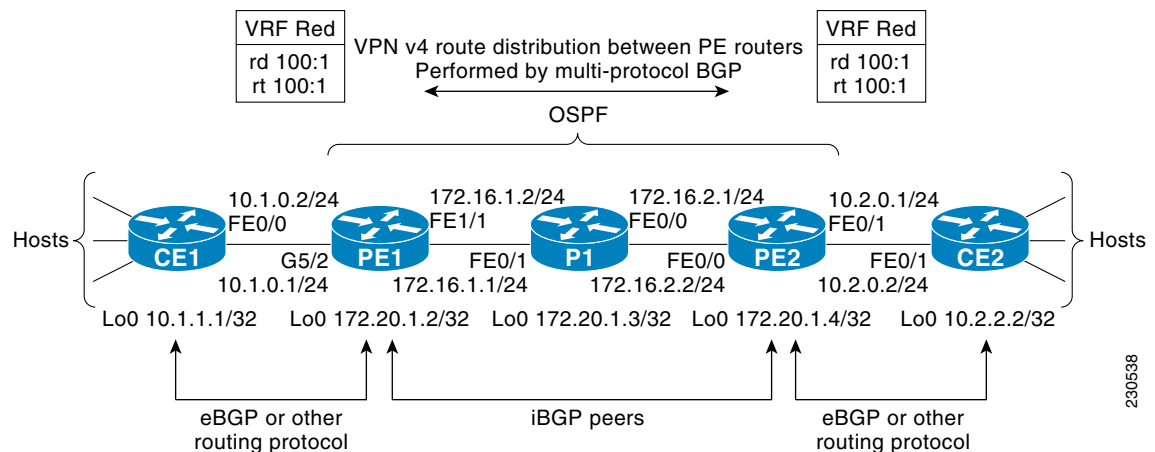 VRF Red
rd 100:1
rt 100:1
VPN v4 route distribution between PE routers
Performed by multi-protocol BGP
VRF Red
rd 100:1
rt 100:1
OSPF
10.1.0.2/24
FE0/0
172.16.1.2/24
FE1/1
172.16.2.1/24
FE0/0
10.2.0.1/24
FE0/1
Hosts
CE1
PE1
P1
PE2
CE2
Hosts
G5/2
10.1.0.1/24
FE0/1
172.16.1.1/24
FE0/0
172.16.2.2/24
FE0/1
10.2.0.2/24
Lo0 10.1.1.1/32
Lo0 172.20.1.2/32
Lo0 172.20.1.3/32
Lo0 172.20.1.4/32
Lo0 10.2.2.2/32
eBGP or other
routing protocol
iBGP peers
eBGP or other
routing protocol
230538